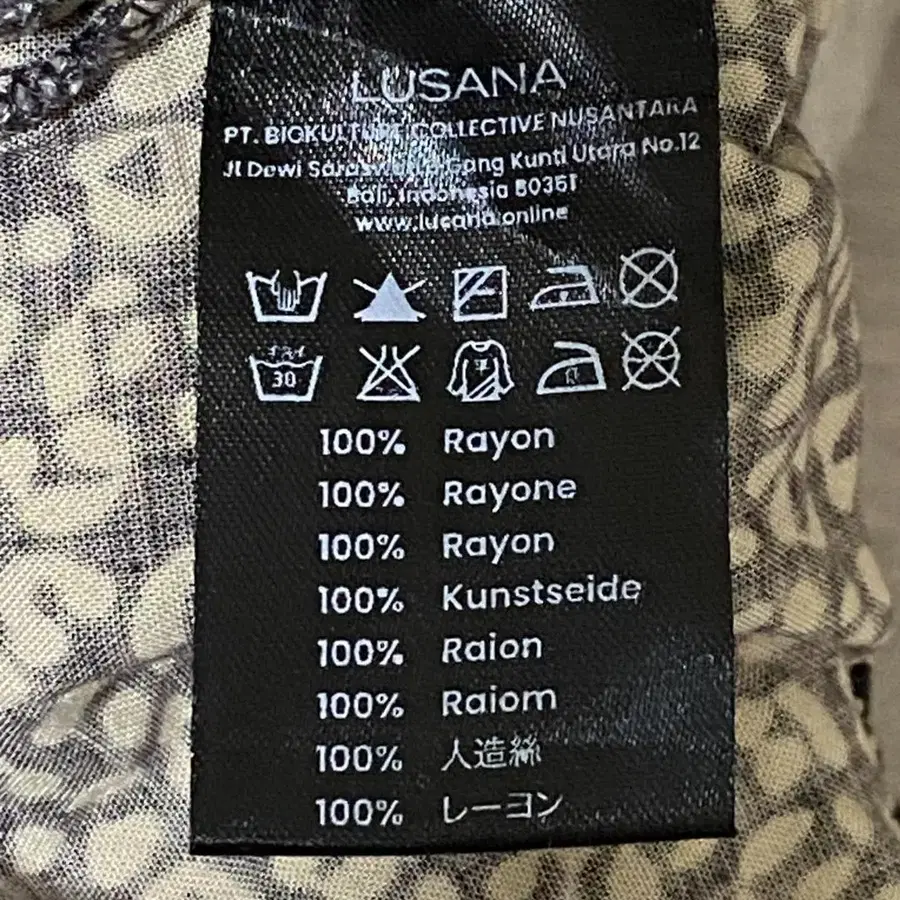 LUSANA
PT. BIOKULTURE COLLECTIVE NUSANTARA
Jl Dewi Gang Kunti Utara No.12
Bali, Indonesia 80361
www.lusana.online
30
100% Rayon
100% Rayone
100% Rayon
100% Kunstseide
100% Raion
100% Raiom
100% 人造絲
100% レーヨン